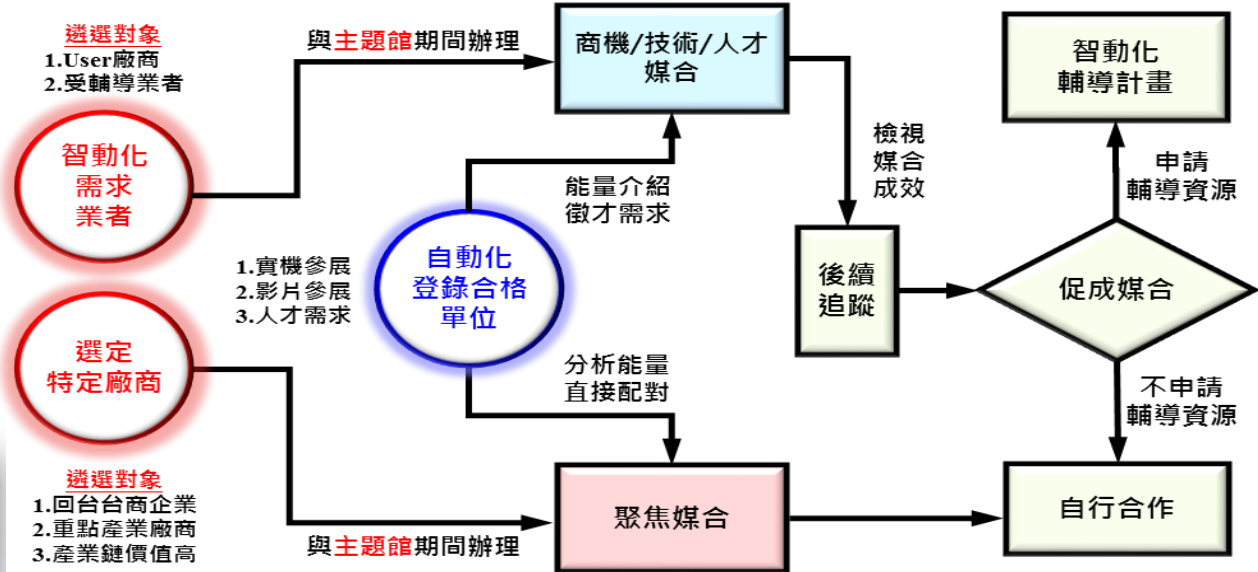 遴選對象
1.User廠商
2.受輔導業者
智動化
需求
業者
與主題館期間辦理
商機/技術/人才
媒合
能量介紹
徵才需求
檢視
媒合
成效
智動化
輔導計畫
申請
輔導資源
1.實機參展
2.影片參展
3.人才需求
自動化
登錄合格
單位
後續
追蹤
促成媒合
選定
特定廠商
分析能量
直接配對
不申請
輔導資源
遴選對象
1.回台台商企業
2.重點產業廠商
3.產業鏈價值高
與主題館期間辦理
聚焦媒合
自行合作